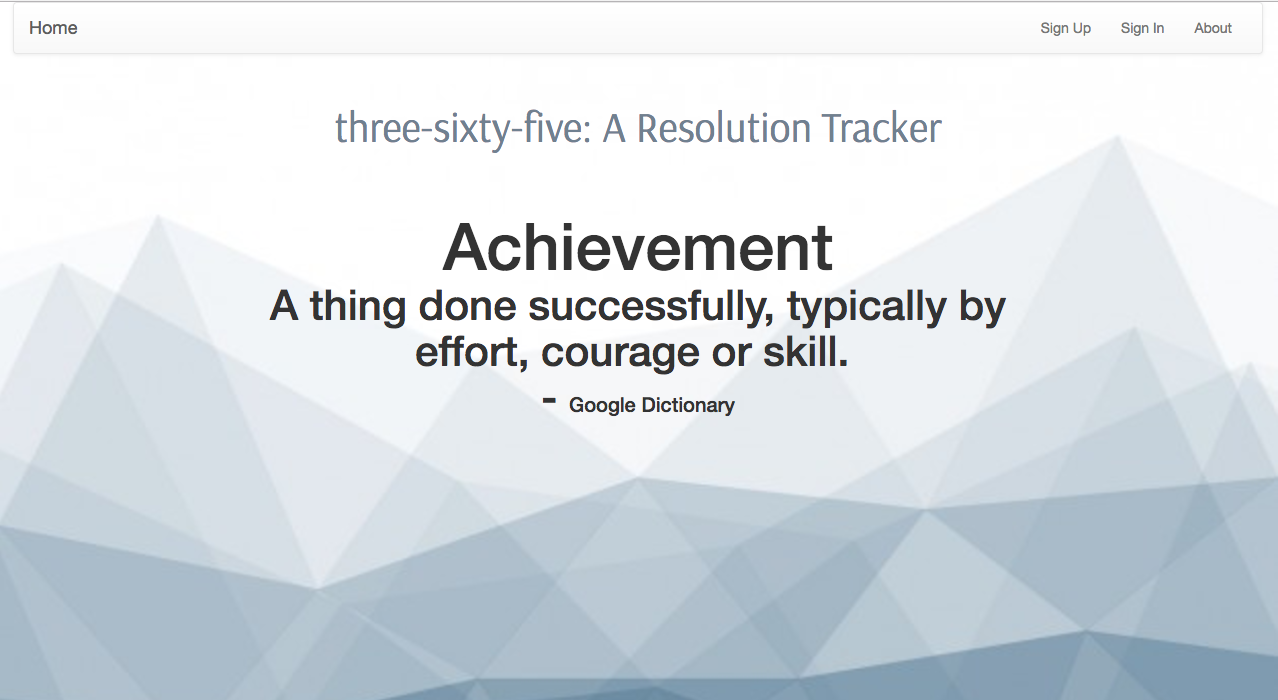 Home Sign Up Sign In About
three-sixty-five: A Resolution Tracker
Achievement
A thing done successfully, typically by
effort, courage or skill.
- Google Dictionary